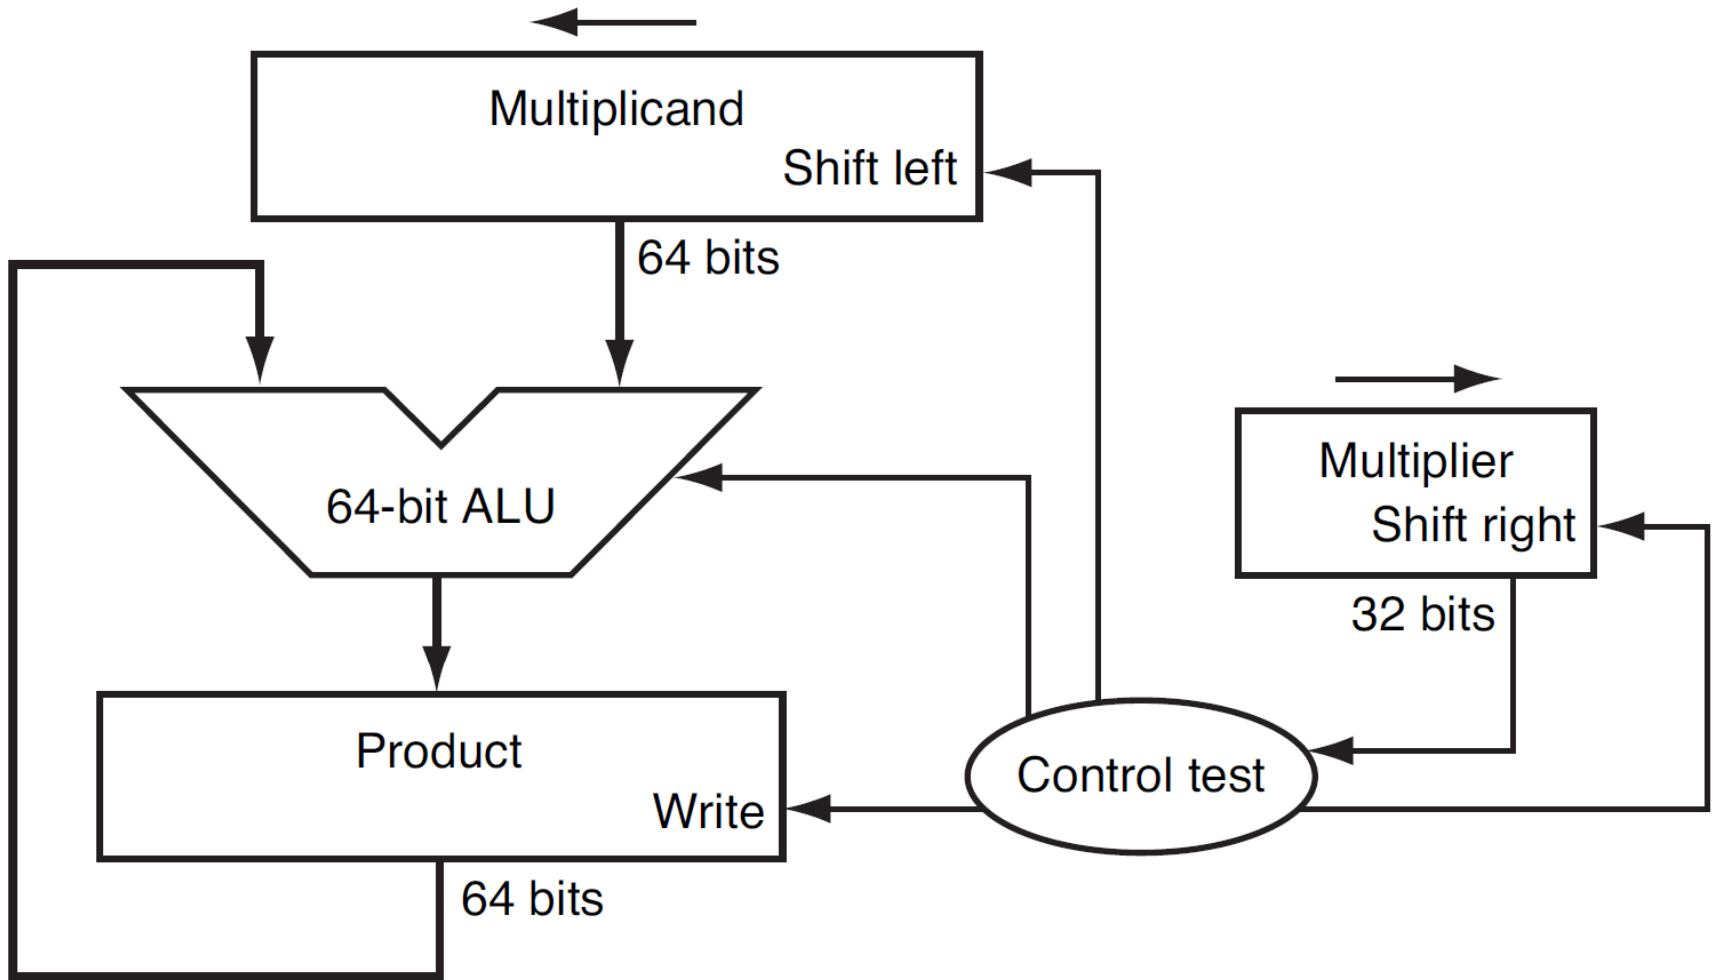 Multiplicand
Shift left
64 bits
64-bit ALU
Multiplier
Shift right
32 bits
Product
Write
Control test
64 bits